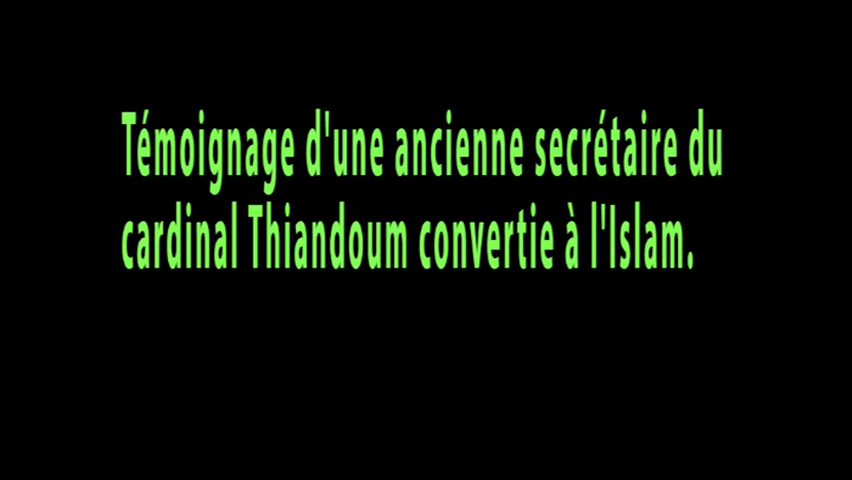 Témoignage d'une ancienne secrétaire du
cardinal Thiandoum convertie à l'Islam.